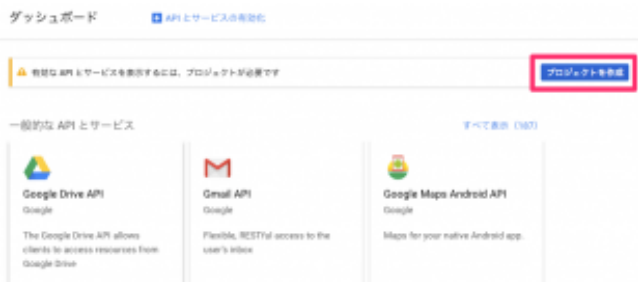 ダッシュボード
API とサービスの有効化
有効な API とサービスを表示するには、プロジェクトが必要です
プロジェクトを作成
一般的な API とサービス
すべて表示 (107)
Google Drive API
Google
The Google Drive API allows
clients to access resources from
Google Drive
Gmail API
Google
Flexible, RESTful access to the
user's inbox
Google Maps Android API
Google
Maps for your native Android app.